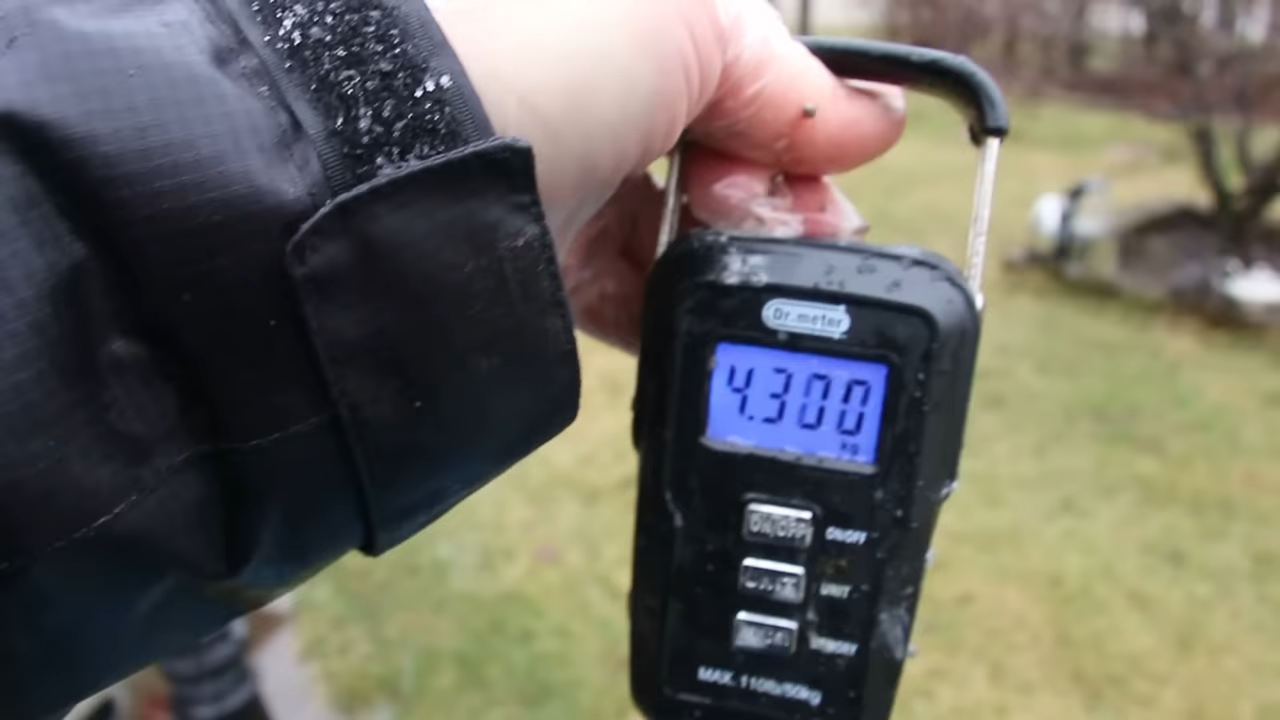 Dr.meter
4.300
kg
ON/OFF ON/OFF
UNIT UNIT
MEMORY
MAX. 110lb/50kg